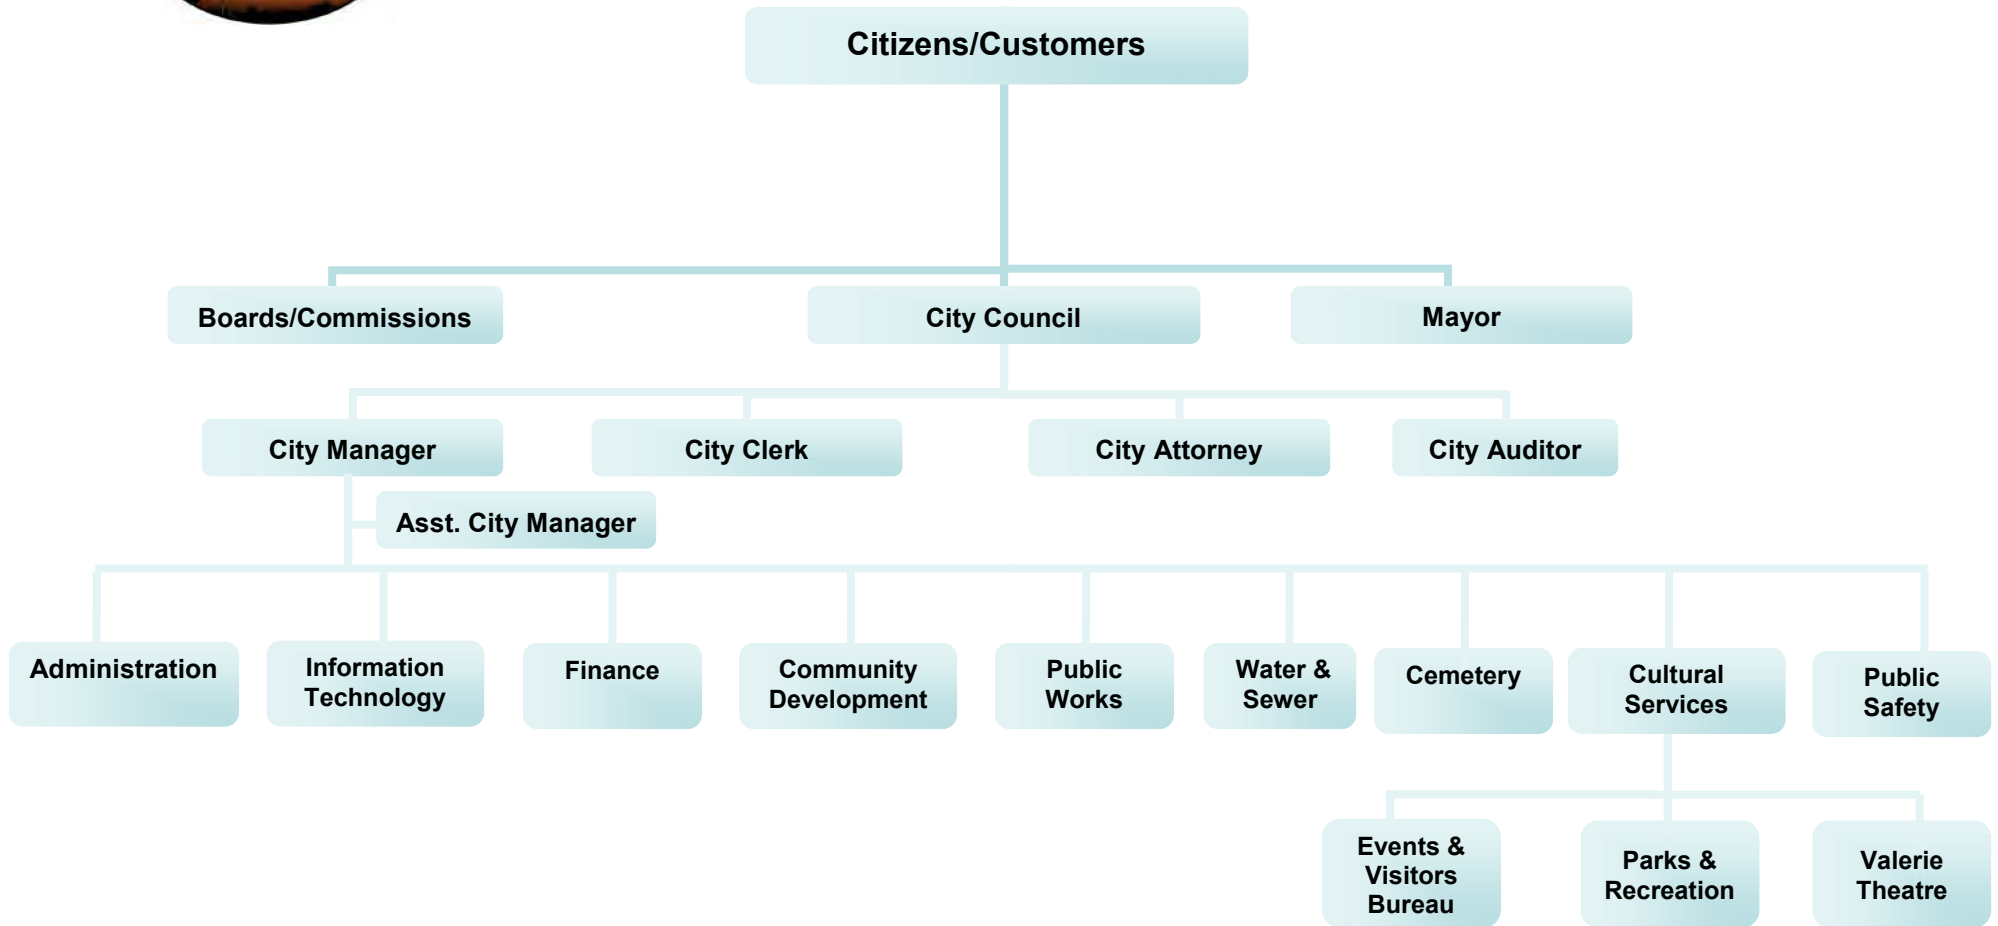 Citizens/Customers
Boards/Commissions
City Council
Mayor
City Manager
City Clerk
City Attorney
City Auditor
Asst. City Manager
Administration
Information
Technology
Finance
Community
Development
Public
Works
Water &
Sewer
Cemetery
Cultural
Services
Public
Safety
Events &
Visitors
Bureau
Parks &
Recreation
Valerie
Theatre